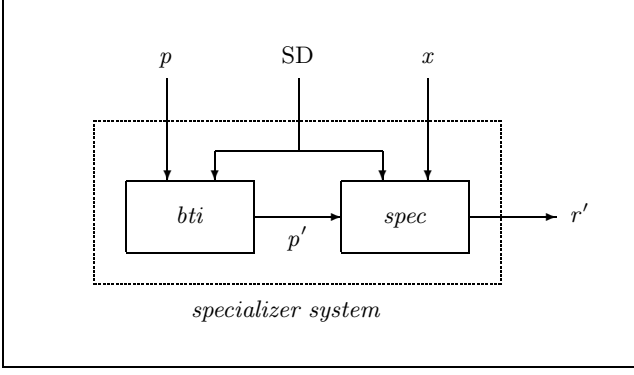 p SD x
bti spec r′
p′
specializer system